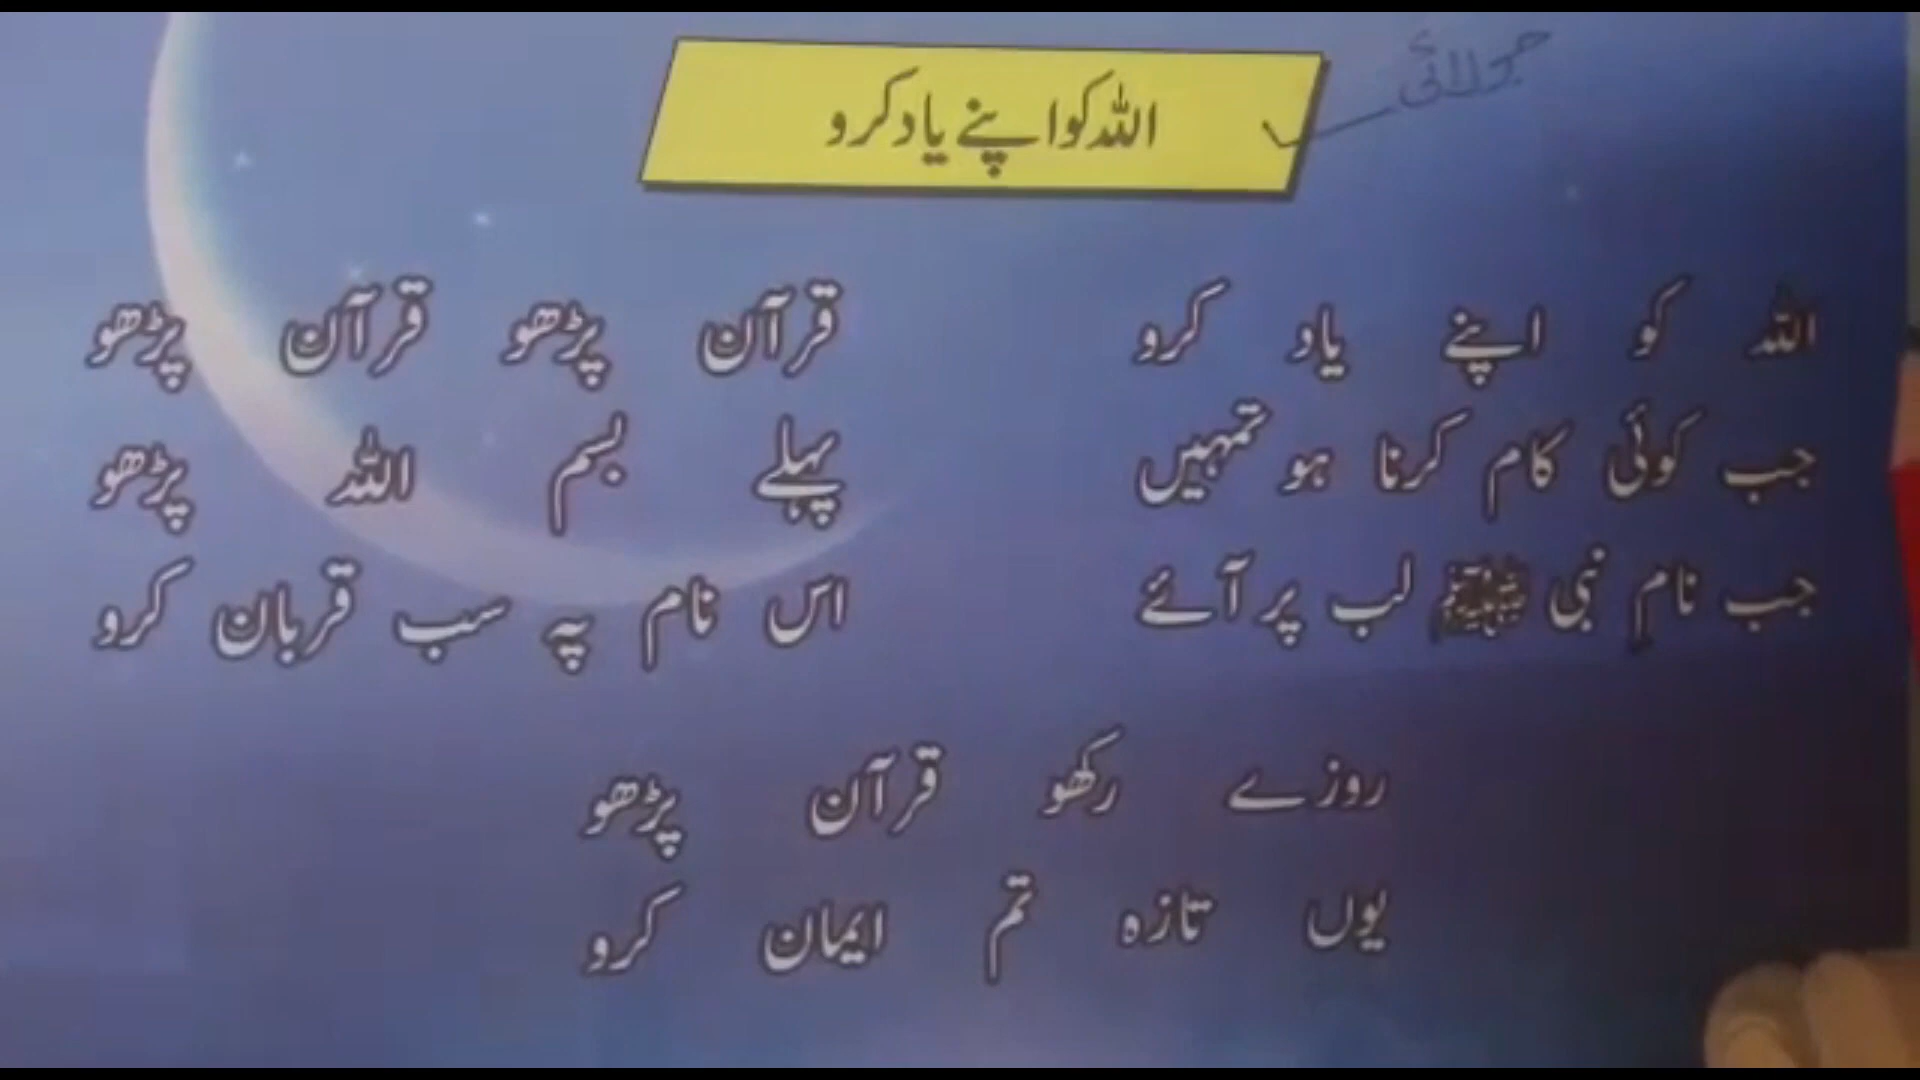 جولائی
اللہ کو اپنے یاد کرو
اللہ کو اپنے یاد کرو قرآن پڑھو قرآن پڑھو
جب کوئی کام کرنا ہو تمہیں پہلے بسم اللہ پڑھو
جب نامِ نبی ﷺ لب پر آئے اس نام پہ سب قربان کرو
روزے رکھو قرآن پڑھو
یوں تازہ تم ایمان کرو